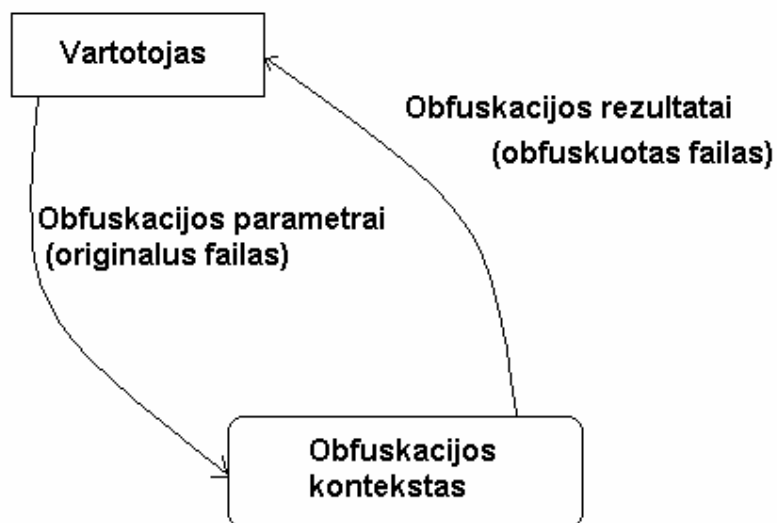 Vartotojas
Obfuskacijos rezultatai
(obfuskuotas failas)
Obfuskacijos parametrai
(originalus failas)
Obfuskacijos
kontekstas